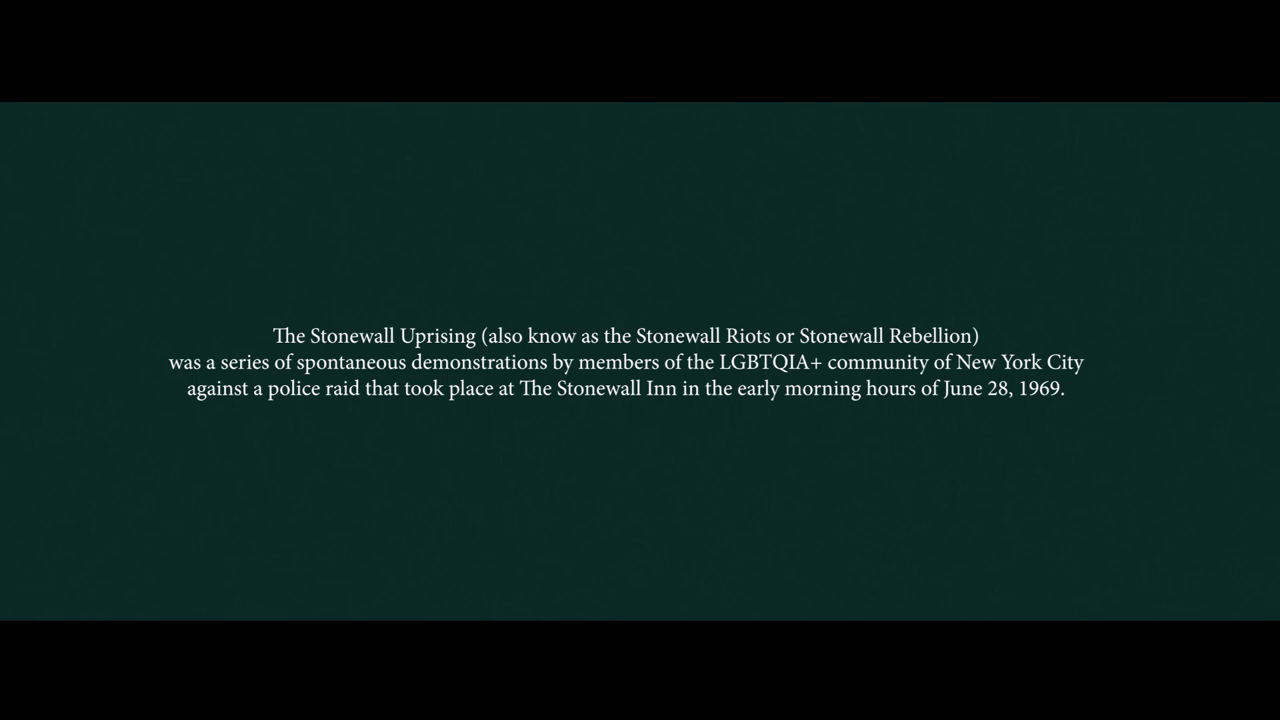 The Stonewall Uprising (also know as the Stonewall Riots or Stonewall Rebellion)
was a series of spontaneous demonstrations by members of the LGBTQIA+ community of New York City
against a police raid that took place at The Stonewall Inn in the early morning hours of June 28, 1969.